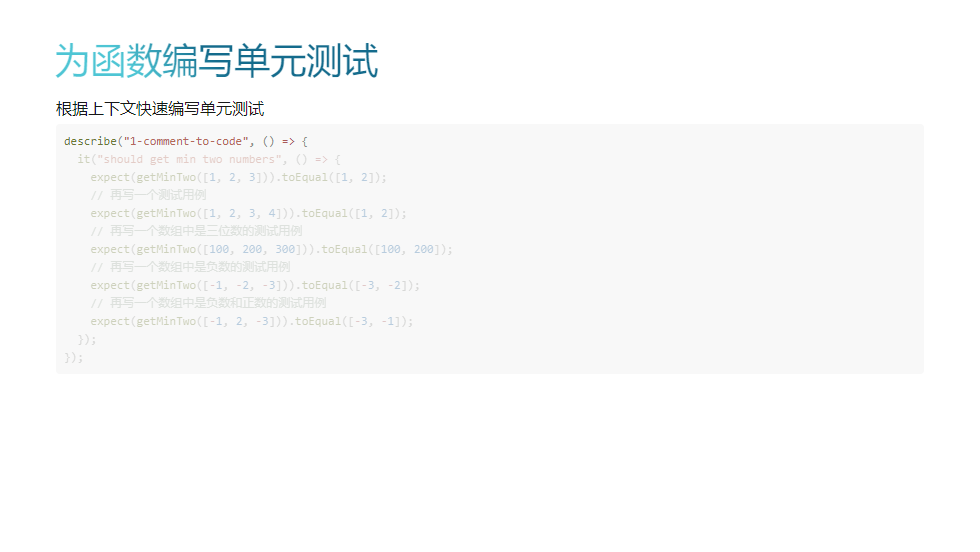 为函数编写单元测试
根据上下文快速编写单元测试
describe("1-comment-to-code", () => {
  it("should get min two numbers", () => {
    expect(getMinTwo([1, 2, 3])).toEqual([1, 2]);
    // 再写一个测试用例
    expect(getMinTwo([1, 2, 3, 4])).toEqual([1, 2]);
    // 再写一个数组中是三位数的测试用例
    expect(getMinTwo([100, 200, 300])).toEqual([100, 200]);
    // 再写一个数组中是负数的测试用例
    expect(getMinTwo([-1, -2, -3])).toEqual([-3, -2]);
    // 再写一个数组中是负数和正数的测试用例
    expect(getMinTwo([-1, 2, -3])).toEqual([-3, -1]);
  });
});